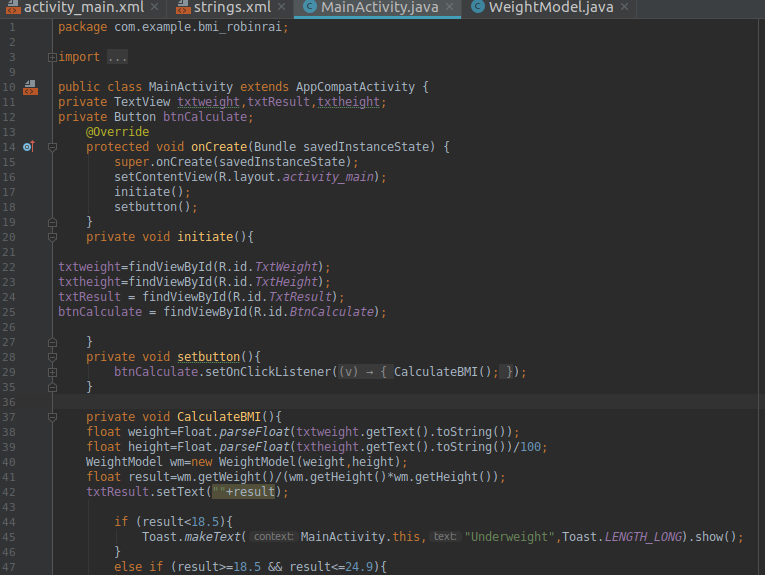 activity_main.xml × strings.xml × MainActivity.java × WeightModel.java ×
1 package com.example.bmi_robinrai;
2
3 import ...
9
10 public class MainActivity extends AppCompatActivity {
11 private TextView txtweight,txtResult,txtheight;
12 private Button btnCalculate;
13 @Override
14 protected void onCreate(Bundle savedInstanceState) {
15 super.onCreate(savedInstanceState);
16 setContentView(R.layout.activity_main);
17 initiate();
18 setbutton();
19 }
20 private void initiate(){
21
22 txtweight=findViewById(R.id.TxtWeight);
23 txtheight=findViewById(R.id.TxtHeight);
24 txtResult = findViewById(R.id.TxtResult);
25 btnCalculate = findViewById(R.id.BtnCalculate);
26
27 }
28 private void setbutton(){
29 btnCalculate.setOnClickListener((v) → { CalculateBMI(); });
35 }
36
37 private void CalculateBMI(){
38 float weight=Float.parseFloat(txtweight.getText().toString());
39 float height=Float.parseFloat(txtheight.getText().toString())/100;
40 WeightModel wm=new WeightModel(weight,height);
41 float result=wm.getWeight()/(wm.getHeight()*wm.getHeight());
42 txtResult.setText(""+result);
43
44 if (result<18.5){
45 Toast.makeText( context: MainActivity.this, text: "Underweight",Toast.LENGTH_LONG).show();
46 }
47 else if (result>=18.5 && result<=24.9){